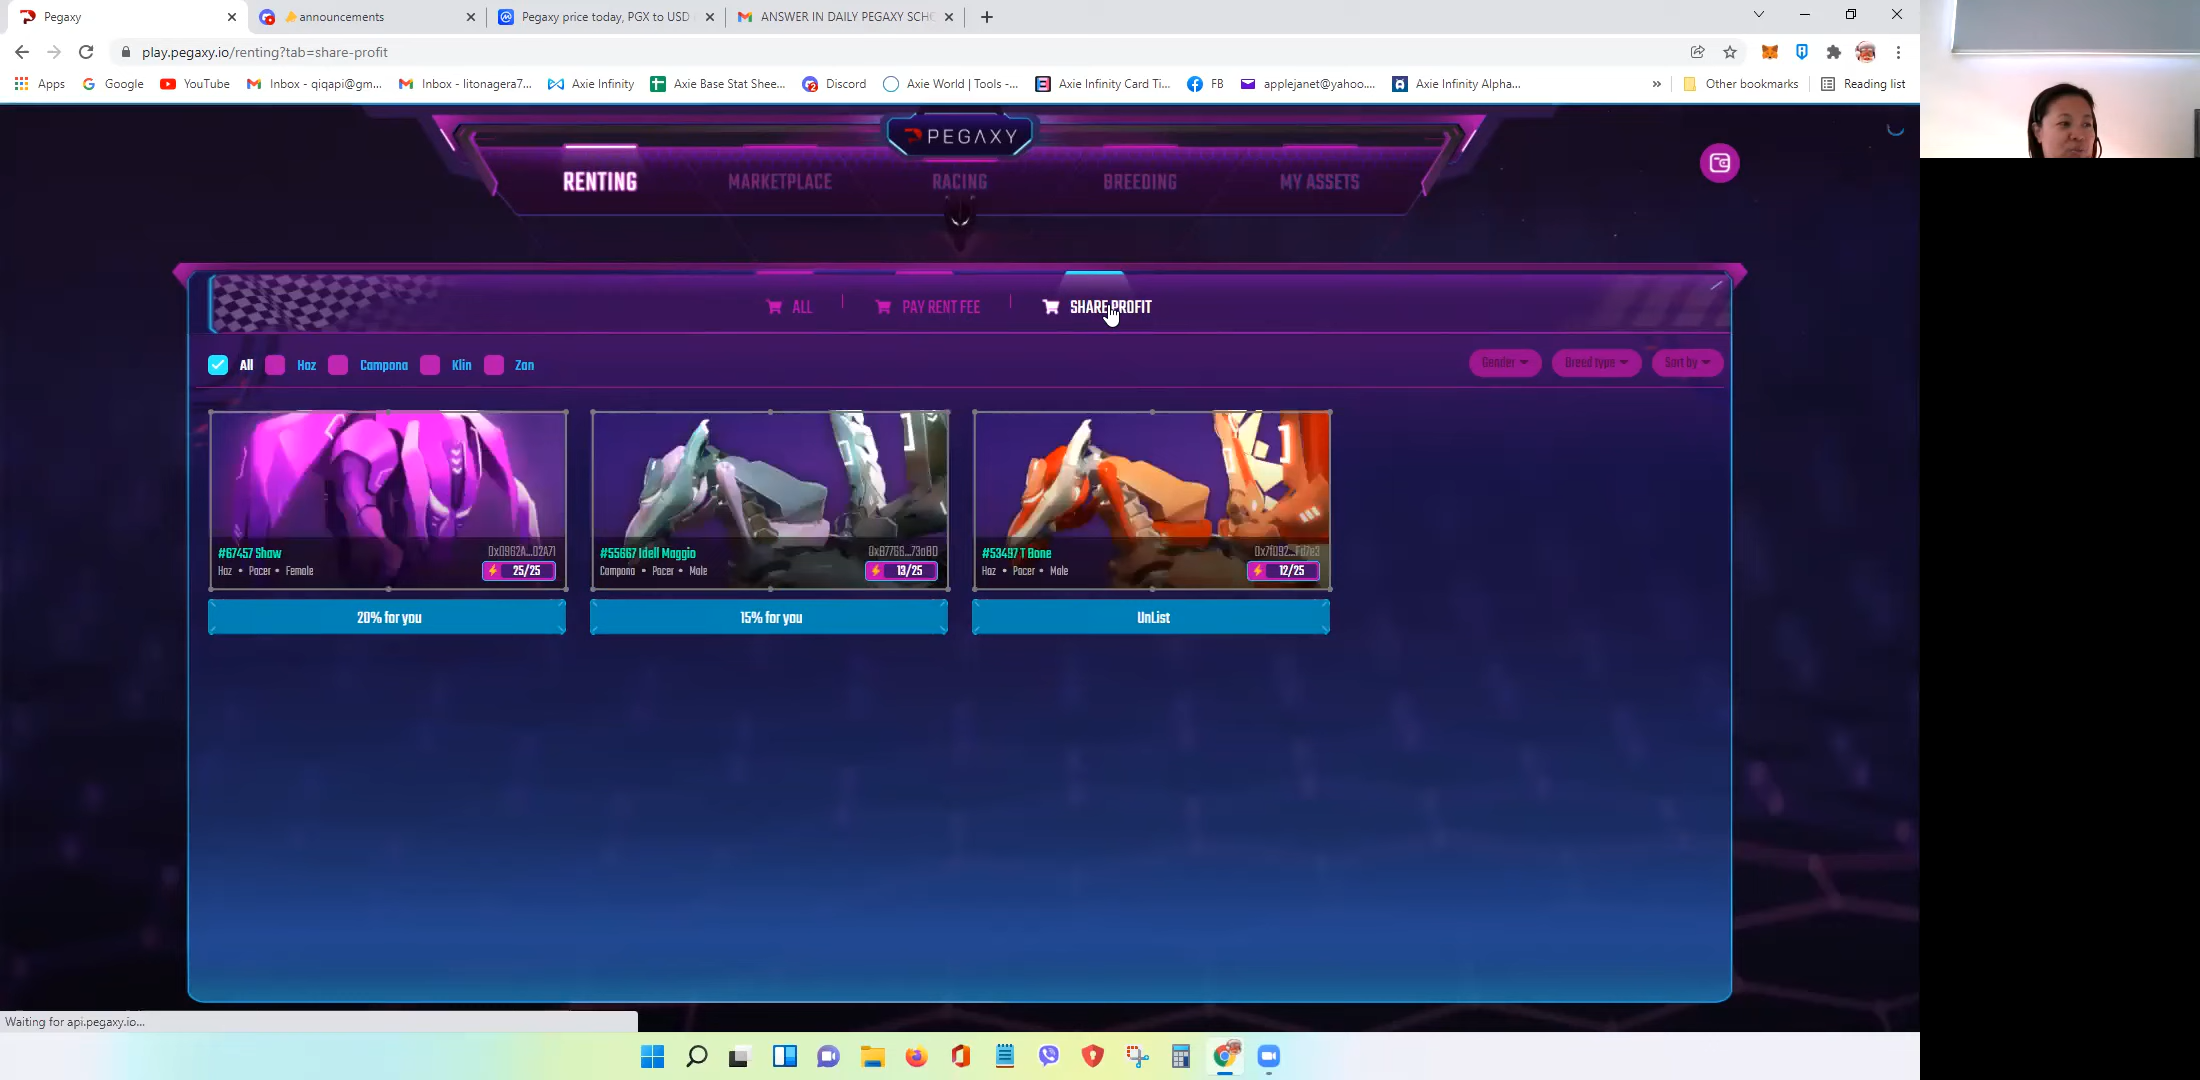 Pegaxy
announcements
Pegaxy price today, PGX to USD
ANSWER IN DAILY PEGAXY SCH
play.pegaxy.io/renting?tab=share-profit
Apps
Google
YouTube
Inbox - qiqapi@gm...
Inbox - litonagera7...
Axie Infinity
Axie Base Stat Shee...
Discord
Axie World | Tools -...
Axie Infinity Card Ti...
FB
applejanet@yahoo....
Axie Infinity Alpha...
»
Other bookmarks
Reading list
PEGAXY
RENTING
MARKETPLACE
RACING
BREEDING
MY ASSETS
ALL
PAY RENT FEE
SHARE PROFIT
All
Hoz
Campona
Klin
Zan
Gender
Breed type
Sort by
#67457 Shaw
0x0962A...02A71
Hoz • Pacer • Female
25/25
20% for you
#55667 Idell Maggio
Campona • Pacer • Male
13/25
15% for you
#53497 T Bone
Hoz • Pacer • Male
12/25
UnList
Waiting for api.pegaxy.io...